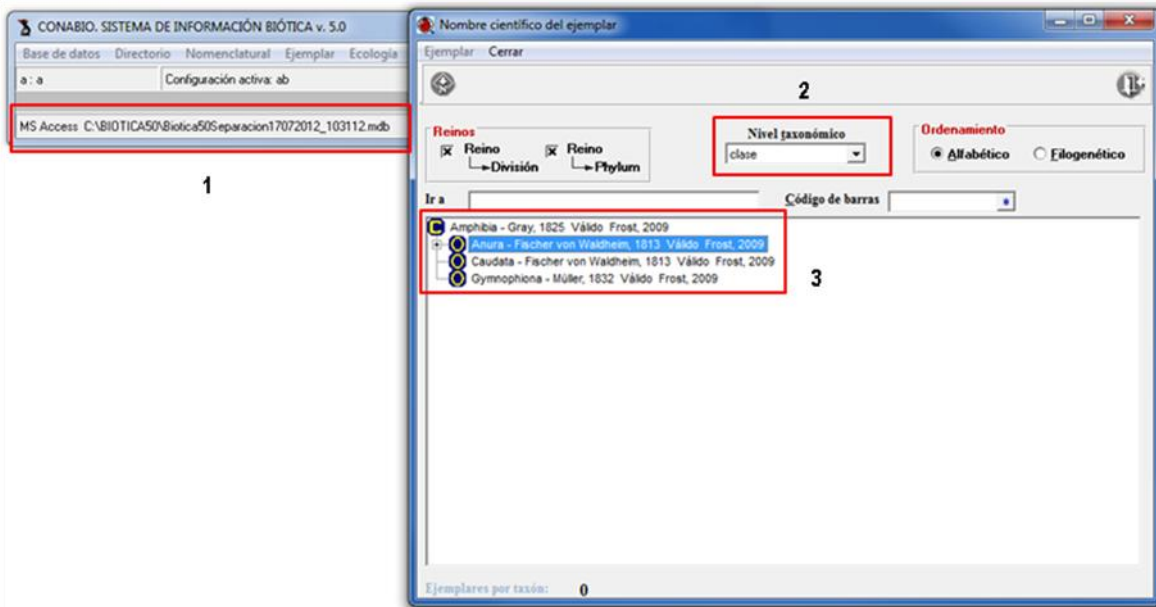 CONABIO. SISTEMA DE INFORMACIÓN BIÓTICA v. 5.0
Base de datos Directorio Nomenclatural Ejemplar Ecología
a : a Configuración activa: ab
MS Access C:\BIOTICA50\Biotica50Separacion17072012_103112.mdb
1
Nombre científico del ejemplar
Ejemplar Cerrar
2
Reinos
Reino Reino
División Phylum
Nivel taxonómico
clase
Ordenamiento
Alfabético Filogenético
Ir a Código de barras
Amphibia - Gray, 1825 Válido Frost, 2009
Anura - Fischer von Waldheim, 1813 Válido Frost, 2009
Caudata - Fischer von Waldheim, 1813 Válido Frost, 2009
Gymnophiona - Müller, 1832 Válido Frost, 2009
3
Ejemplares por taxón: 0